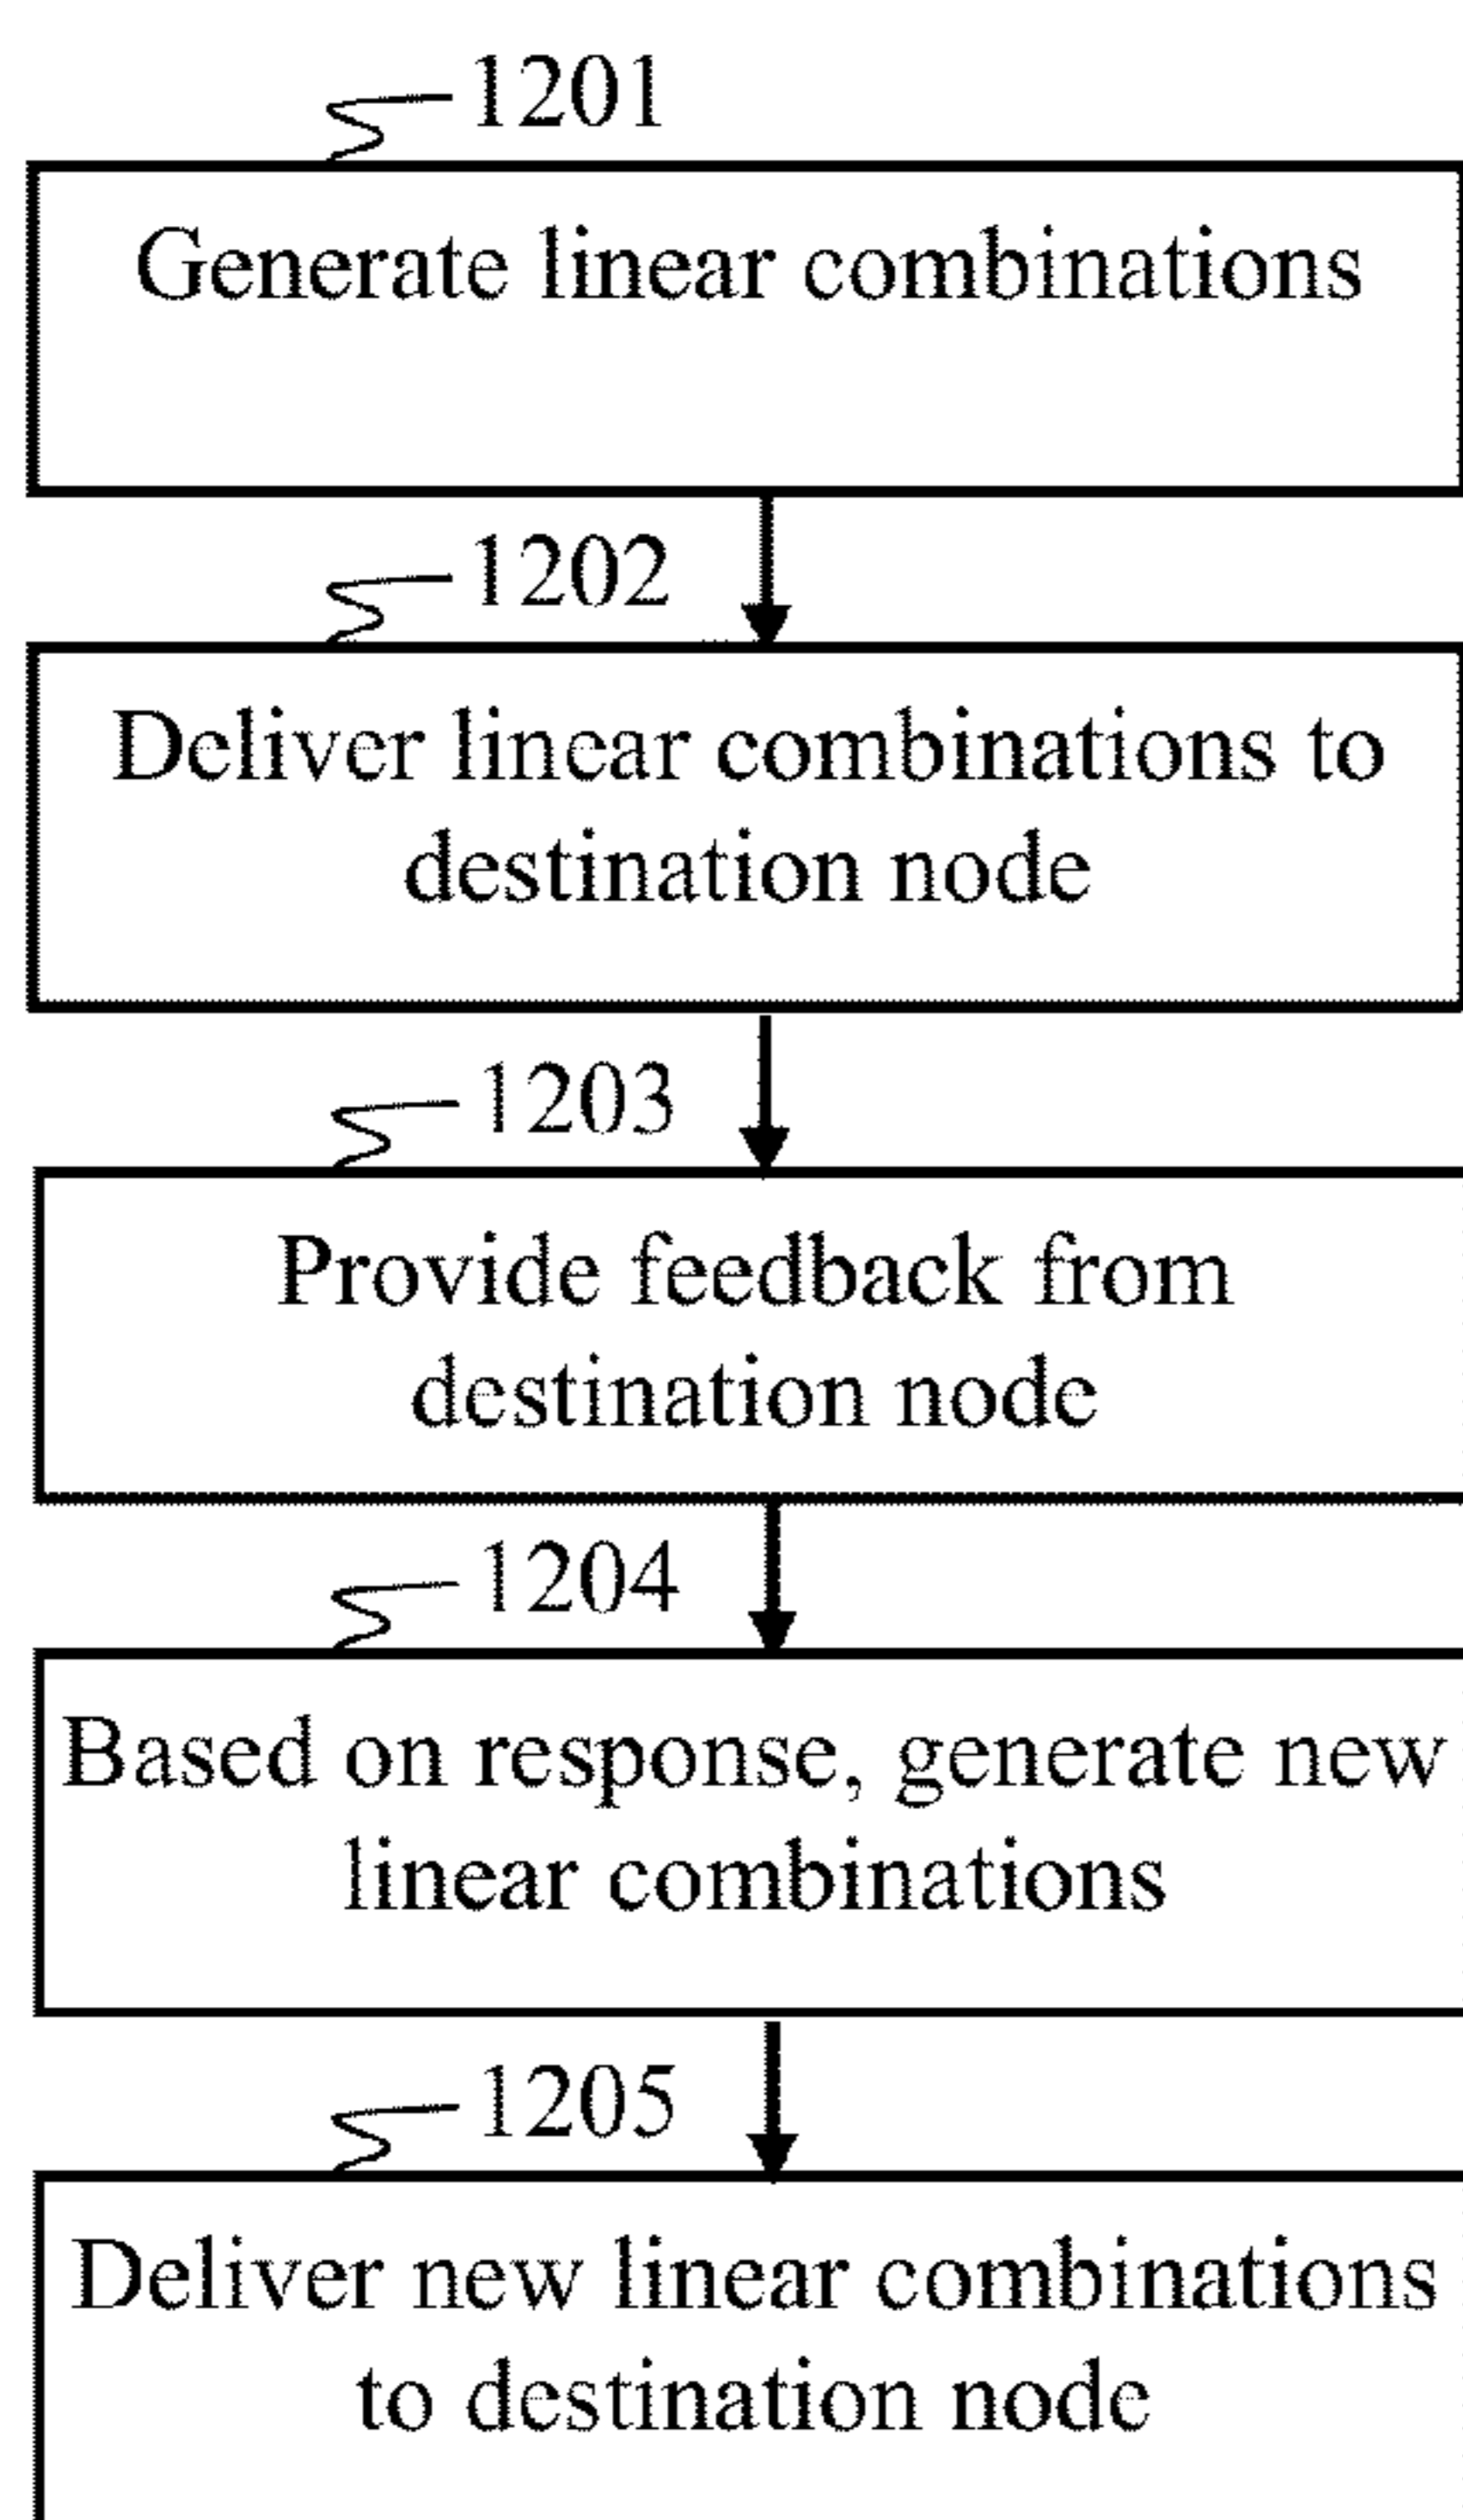 1201
Generate linear combinations
1202
Deliver linear combinations to
destination node
1203
Provide feedback from
destination node
1204
Based on response, generate new
linear combinations
1205
Deliver new linear combinations
to destination node